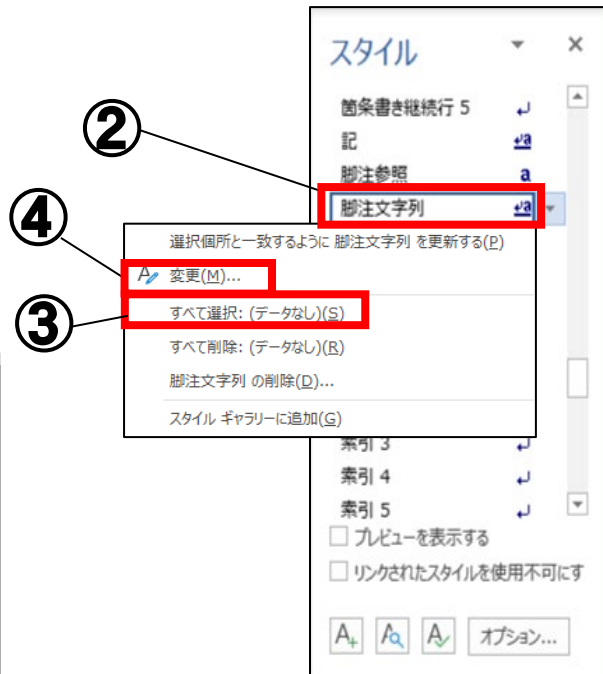 スタイル
箇条書き継続行 5
②
記
脚注参照 a
脚注文字列
④
選択個所と一致するように 脚注文字列 を更新する(P)
変更(M)...
③
すべて選択: (データなし)(S)
すべて削除: (データなし)(R)
脚注文字列 の削除(D)...
スタイル ギャラリーに追加(G)
索引 3
索引 4
索引 5
プレビューを表示する
リンクされたスタイルを使用不可にす
オプション...